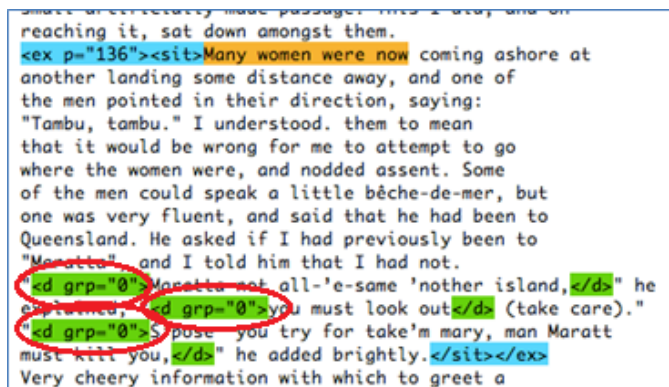 small artificially made passage. This I did, and on
reaching it, sat down amongst them.
<ex p="136"><sit>Many women were now coming ashore at
another landing some distance away, and one of
the men pointed in their direction, saying:
"Tambu, tambu." I understood. them to mean
that it would be wrong for me to attempt to go
where the women were, and nodded assent. Some
of the men could speak a little bêche-de-mer, but
one was very fluent, and said that he had been to
Queensland. He asked if I had previously been to
"Maratta", and I told him that I had not.
"<d grp="0">Maratta not all-'e-same 'nother island,</d>" he
explained, "<d grp="0">you must look out</d> (take care)."
"<d grp="0">S'pose you try for take'm mary, man Maratt
must kill you,</d>" he added brightly.</sit></ex>
Very cheery information with which to greet a